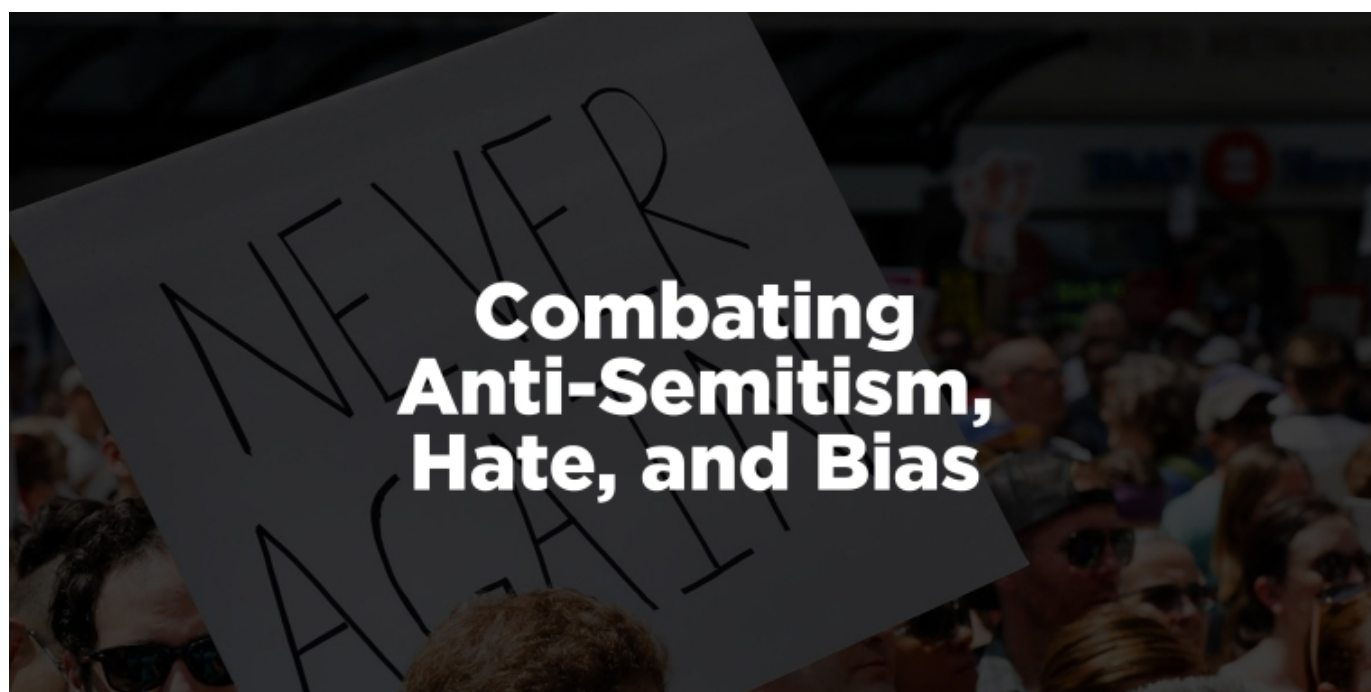 NEVER
AGAIN
Combating
Anti-Semitism,
Hate, and Bias